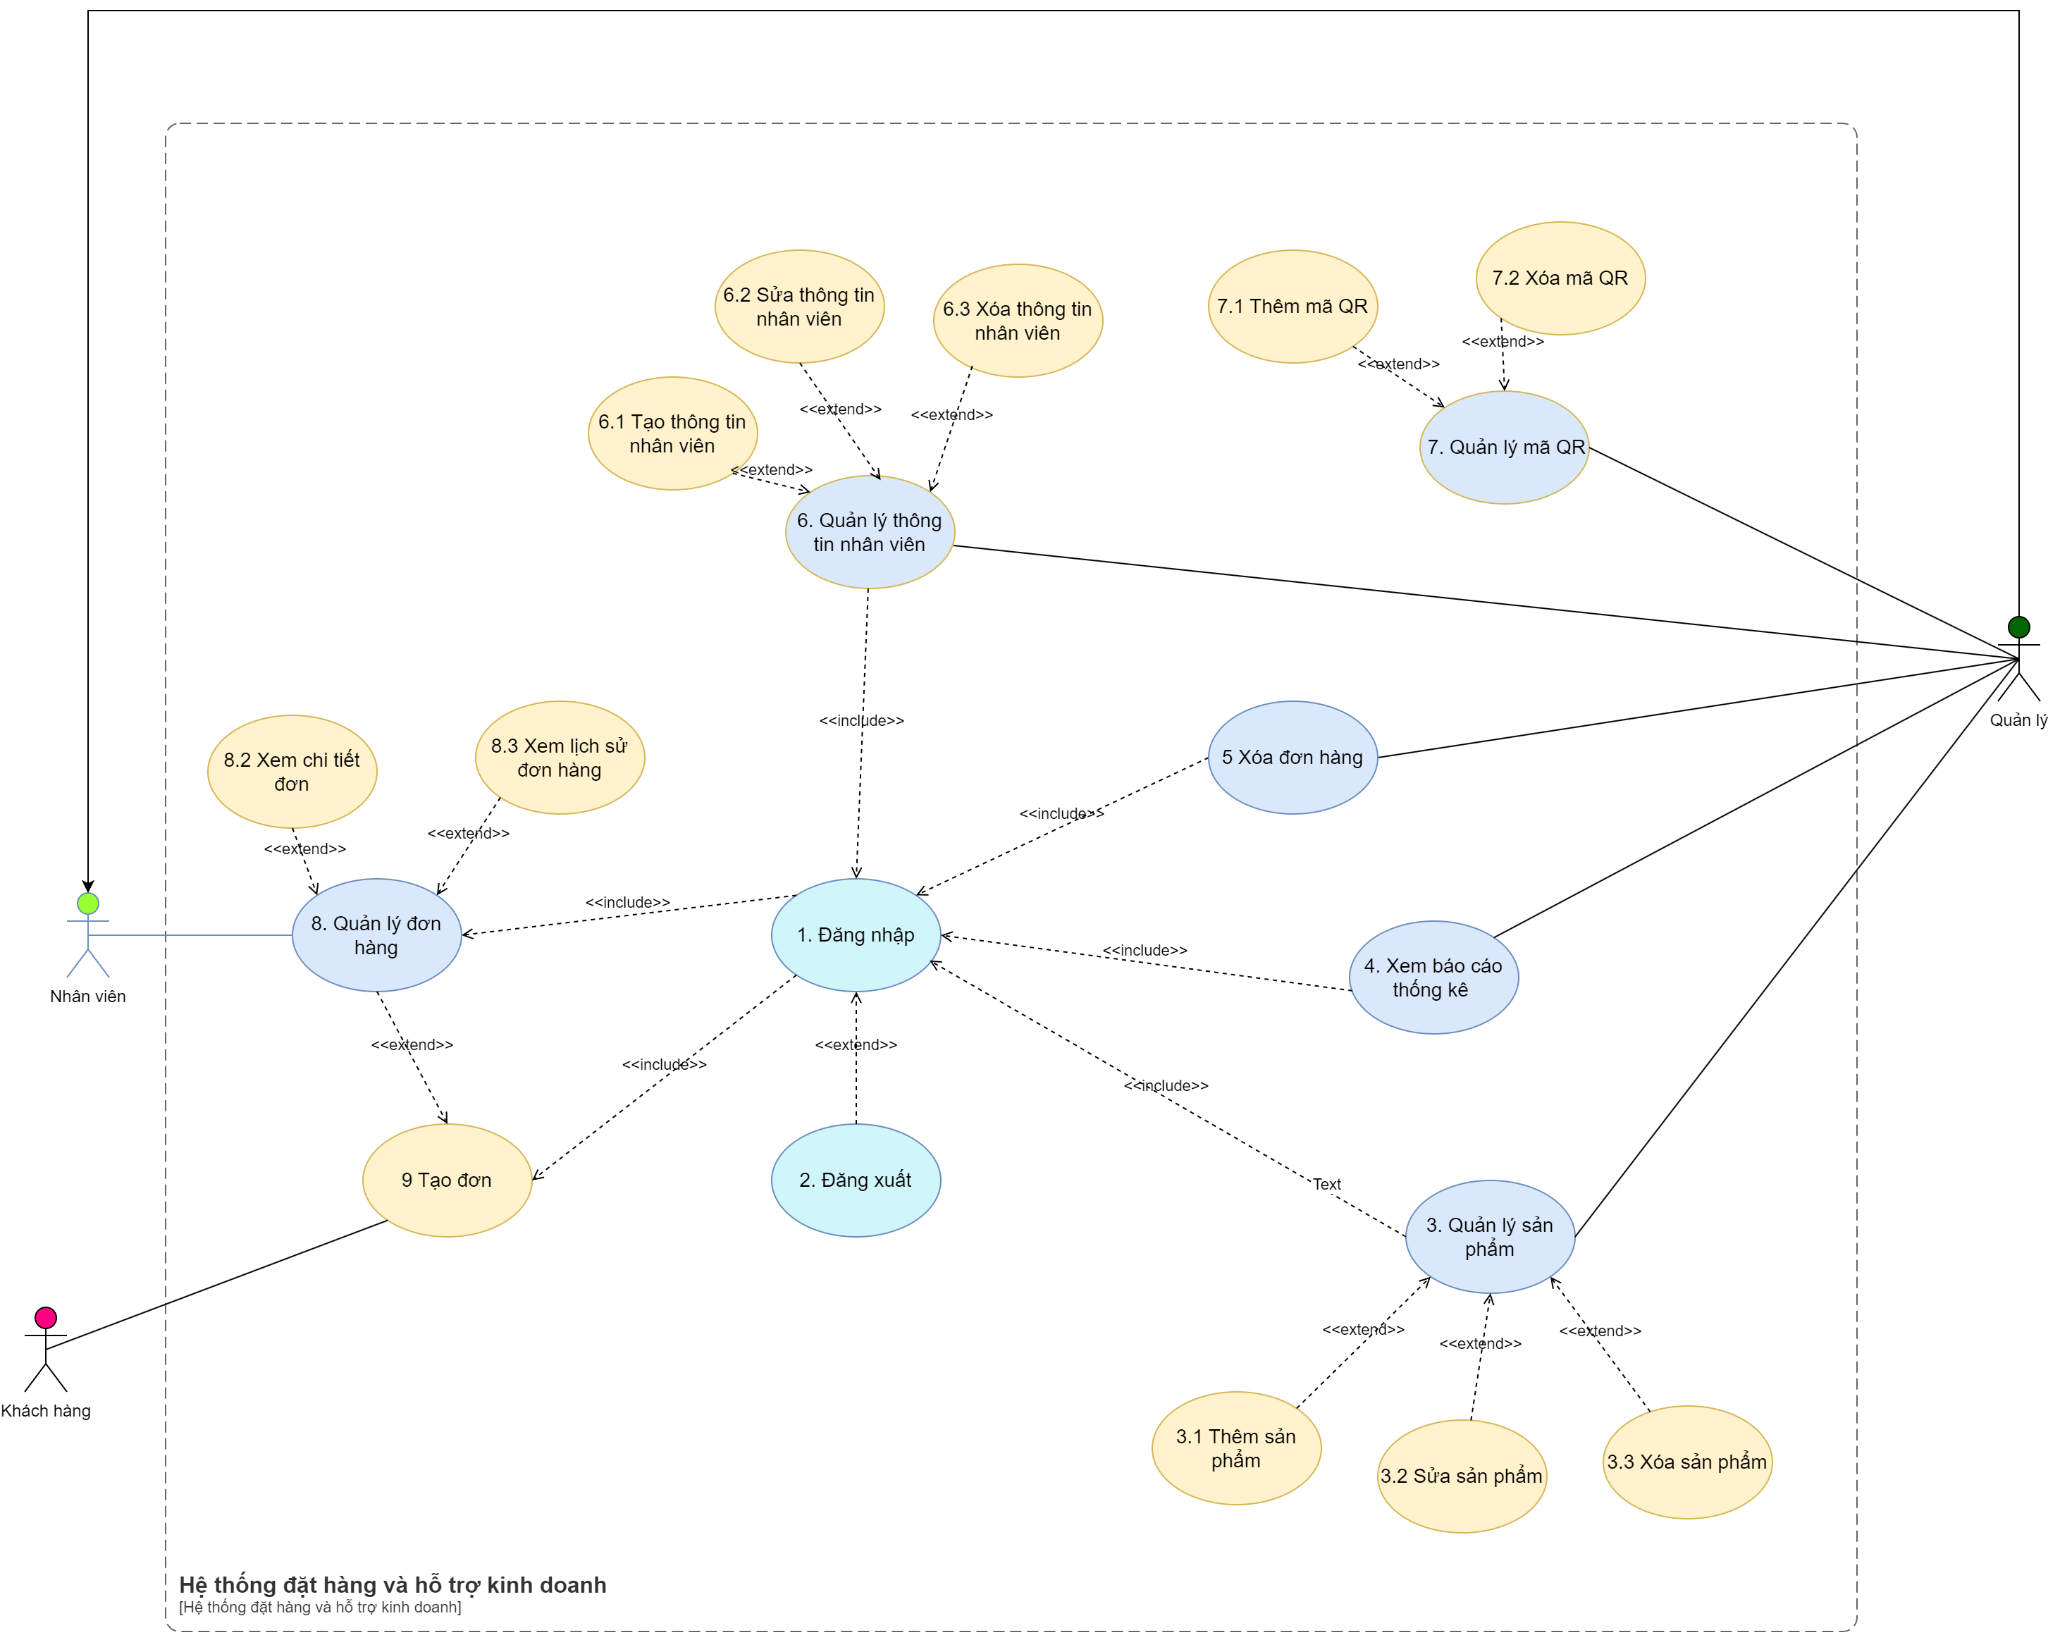 7.2 Xóa mã QR
6.2 Sửa thông tin
nhân viên
6.3 Xóa thông tin
nhân viên
7.1 Thêm mã QR
<<extend>>
<<extend>>
<<extend>>
<<extend>>
6.1 Tạo thông tin
nhân viên
<<extend>>
7. Quản lý mã QR
6. Quản lý thông
tin nhân viên
Quản lý
<<include>>
8.2 Xem chi tiết
đơn
8.3 Xem lịch sử
đơn hàng
5 Xóa đơn hàng
<<include>>
<<extend>>
<<extend>>
<<include>>
8. Quản lý đơn
hàng
1. Đăng nhập
<<include>>
4. Xem báo cáo
thống kê
Nhân viên
<<extend>>
<<extend>>
<<include>>
<<include>>
9 Tạo đơn
2. Đăng xuất
Text
3. Quản lý sản
phẩm
<<extend>>
<<extend>>
<<extend>>
Khách hàng
3.1 Thêm sản
phẩm
3.2 Sửa sản phẩm
3.3 Xóa sản phẩm
Hệ thống đặt hàng và hỗ trợ kinh doanh
[Hệ thống đặt hàng và hỗ trợ kinh doanh]